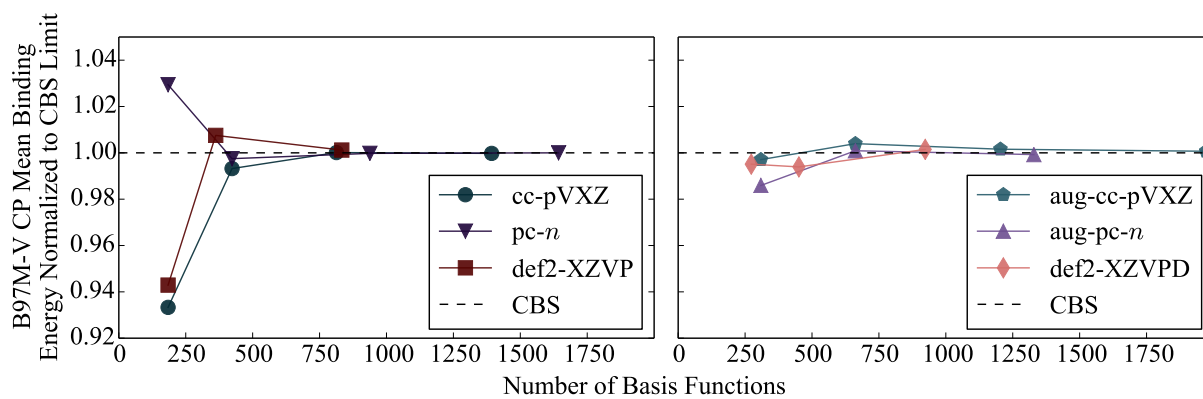 B97M-V CP Mean Binding
Energy Normalized to CBS Limit
1.04
1.02
1.00
0.98
0.96
0.94
0.92
0
250
500
750
1000
1250
1500
1750
cc-pVXZ
pc-n
def2-XZVP
CBS
0
250
500
750
1000
1250
1500
1750
aug-cc-pVXZ
aug-pc-n
def2-XZVPD
CBS
Number of Basis Functions